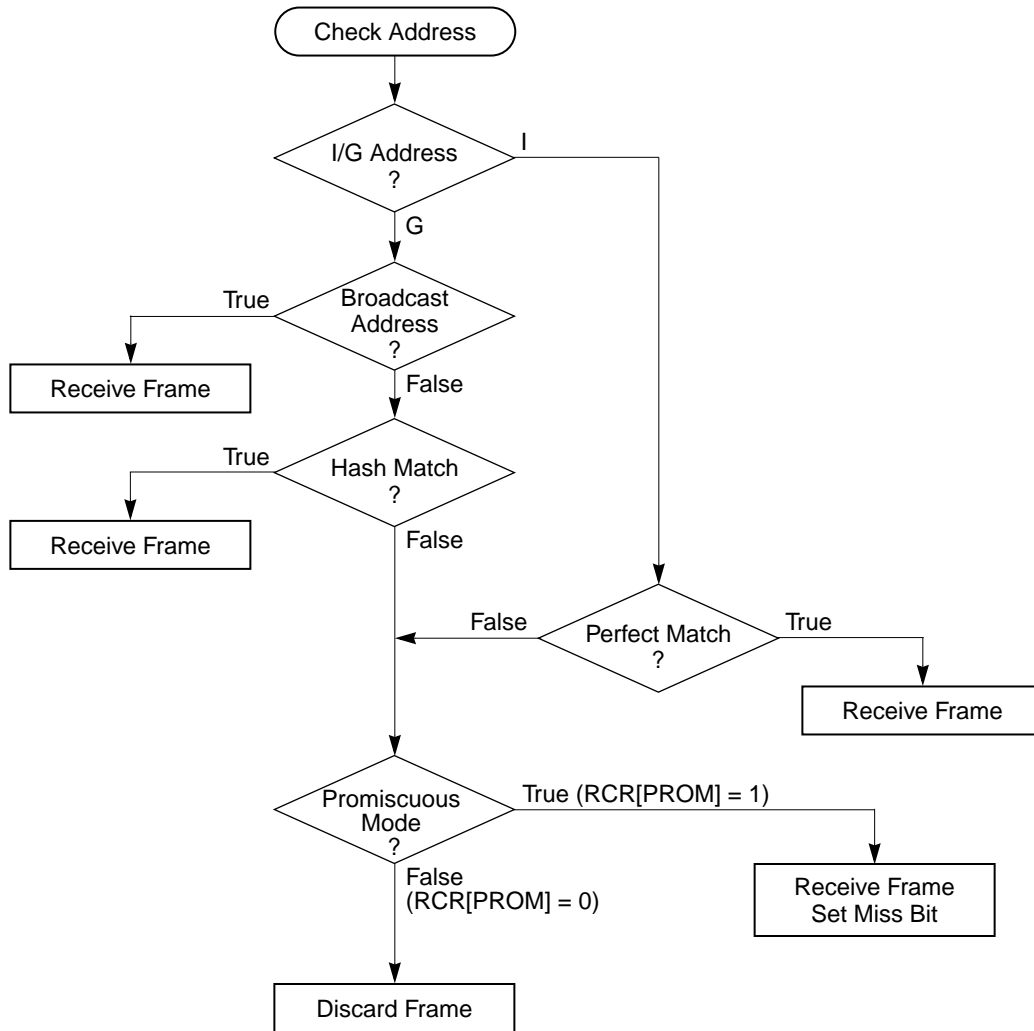 Check Address
I/G Address
?
I
G
Broadcast
Address
?
True
Receive Frame
False
Hash Match
?
True
Receive Frame
False
Perfect Match
?
False
True
Receive Frame
Promiscuous
Mode
?
True (RCR[PROM] = 1)
Receive Frame
Set Miss Bit
False
(RCR[PROM] = 0)
Discard Frame